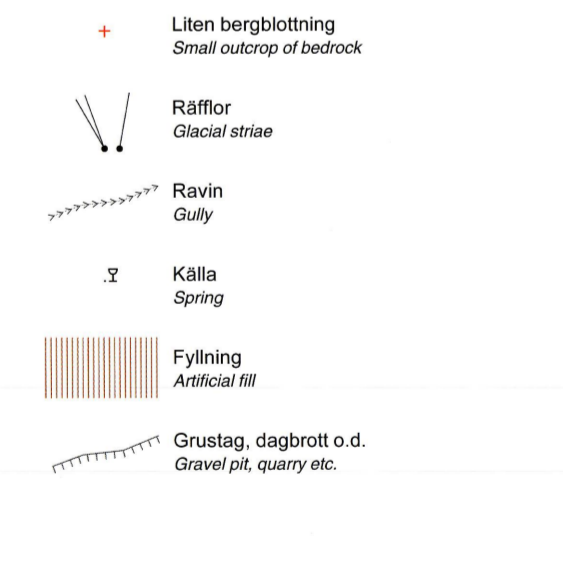 Liten bergblottning
Small outcrop of bedrock
Räfflor
Glacial striae
Ravin
Gully
Källa
Spring
Fyllning
Artificial fill
Grustag, dagbrott o.d.
Gravel pit, quarry etc.